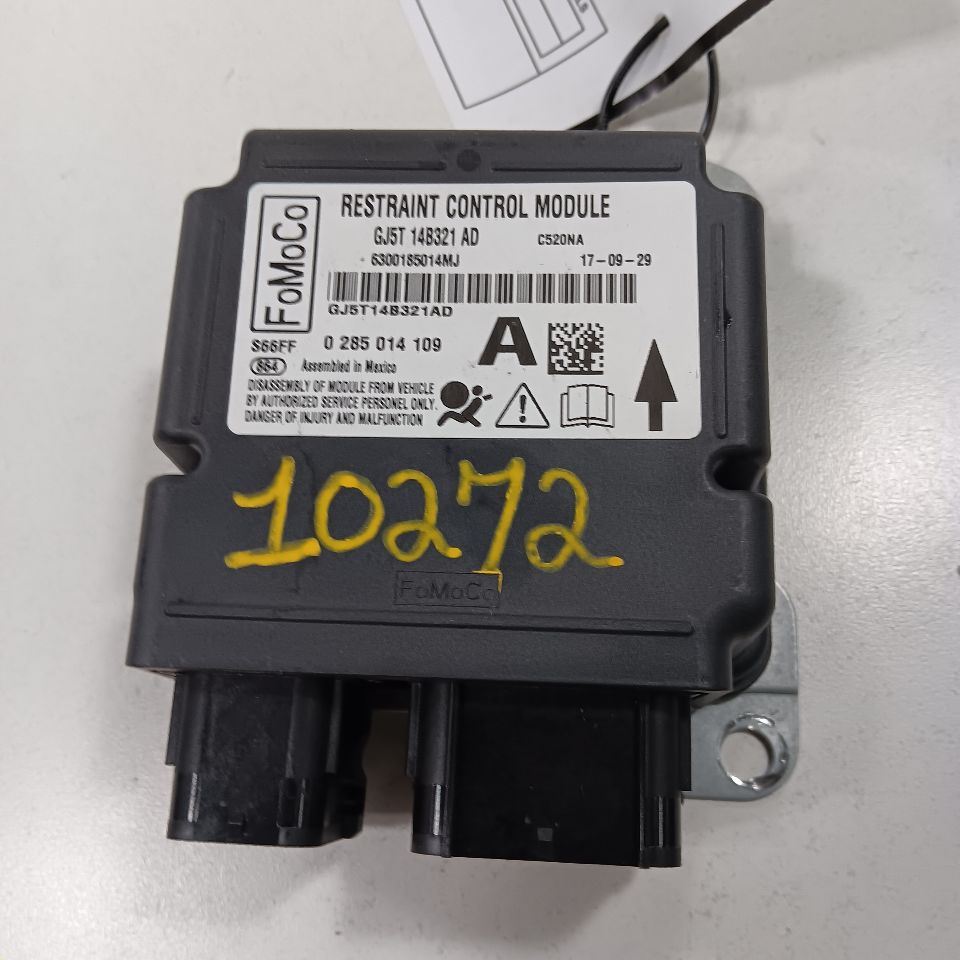 FoMoCo
RESTRAINT CONTROL MODULE
GJ5T 14B321 AD C520NA
6300185014MJ 17-09-29
GJ5T14B321AD
S66FF 0 285 014 109 A
864 Assembled in Mexico
DISASSEMBLY OF MODULE FROM VEHICLE
BY AUTHORIZED SERVICE PERSONEL ONLY.
DANGER OF INJURY AND MALFUNCTION
10272
FoMoCo